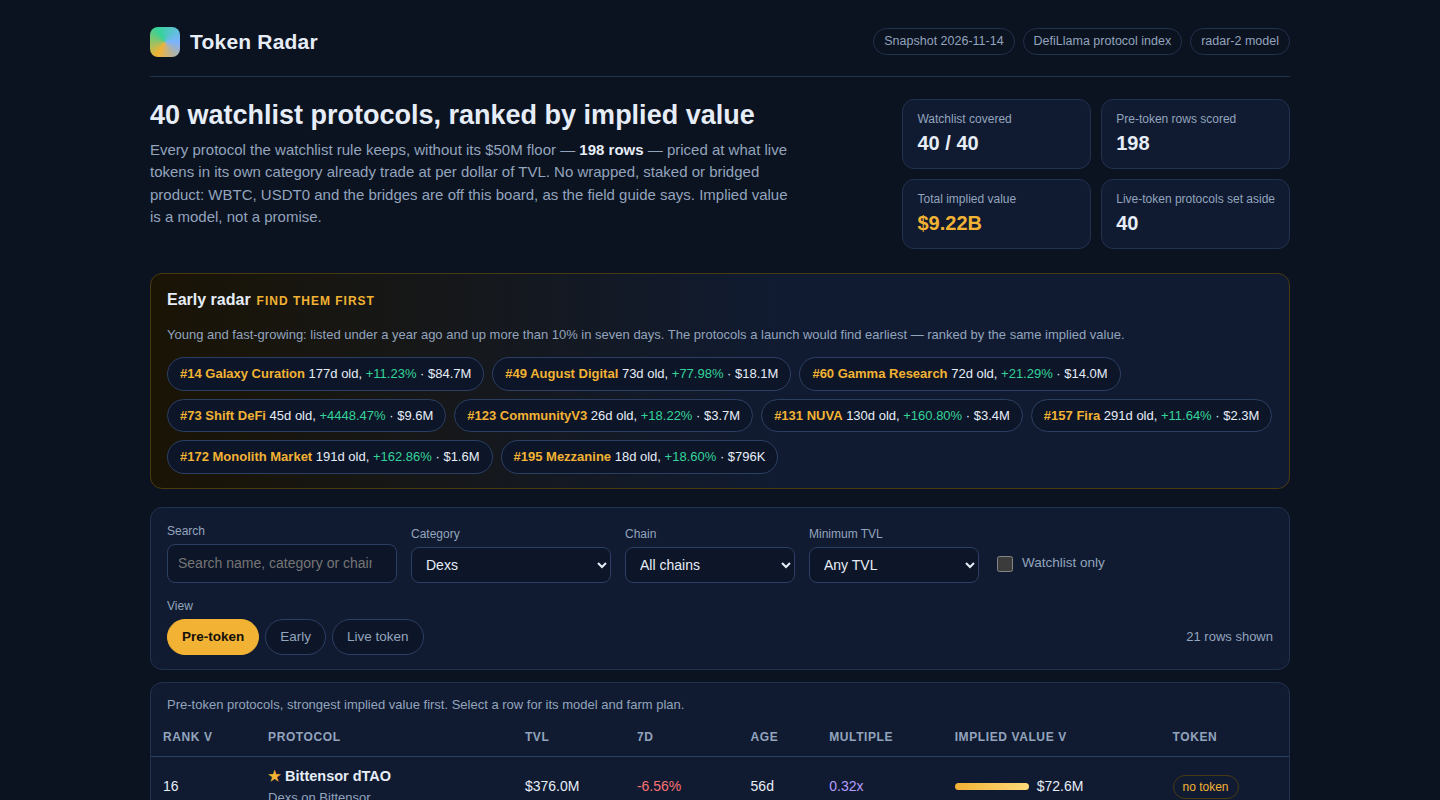 Token Radar
Snapshot 2026-11-14
DefiLlama protocol index
radar-2 model
40 watchlist protocols, ranked by implied value
Every protocol the watchlist rule keeps, without its $50M floor — 198 rows — priced at what live
tokens in its own category already trade at per dollar of TVL. No wrapped, staked or bridged
product: WBTC, USDT0 and the bridges are off this board, as the field guide says. Implied value
is a model, not a promise.
Watchlist covered
40 / 40
Pre-token rows scored
198
Total implied value
$9.22B
Live-token protocols set aside
40
Early radar FIND THEM FIRST
Young and fast-growing: listed under a year ago and up more than 10% in seven days. The protocols a launch would find earliest — ranked by the same implied value.
#14 Galaxy Curation 177d old, +11.23% · $84.7M
#49 August Digital 73d old, +77.98% · $18.1M
#60 Gamma Research 72d old, +21.29% · $14.0M
#73 Shift DeFi 45d old, +4448.47% · $9.6M
#123 CommunityV3 26d old, +18.22% · $3.7M
#131 NUVA 130d old, +160.80% · $3.4M
#157 Fira 291d old, +11.64% · $2.3M
#172 Monolith Market 191d old, +162.86% · $1.6M
#195 Mezzanine 18d old, +18.60% · $796K
Search
Search name, category or chair
Category
Dexs
Chain
All chains
Minimum TVL
Any TVL
Watchlist only
View
Pre-token
Early
Live token
21 rows shown
Pre-token protocols, strongest implied value first. Select a row for its model and farm plan.
RANK V PROTOCOL TVL 7D AGE MULTIPLE IMPLIED VALUE V TOKEN
16 ★ Bittensor dTAO $376.0M -6.56% 56d 0.32x $72.6M no token
Dexs on Bittensor